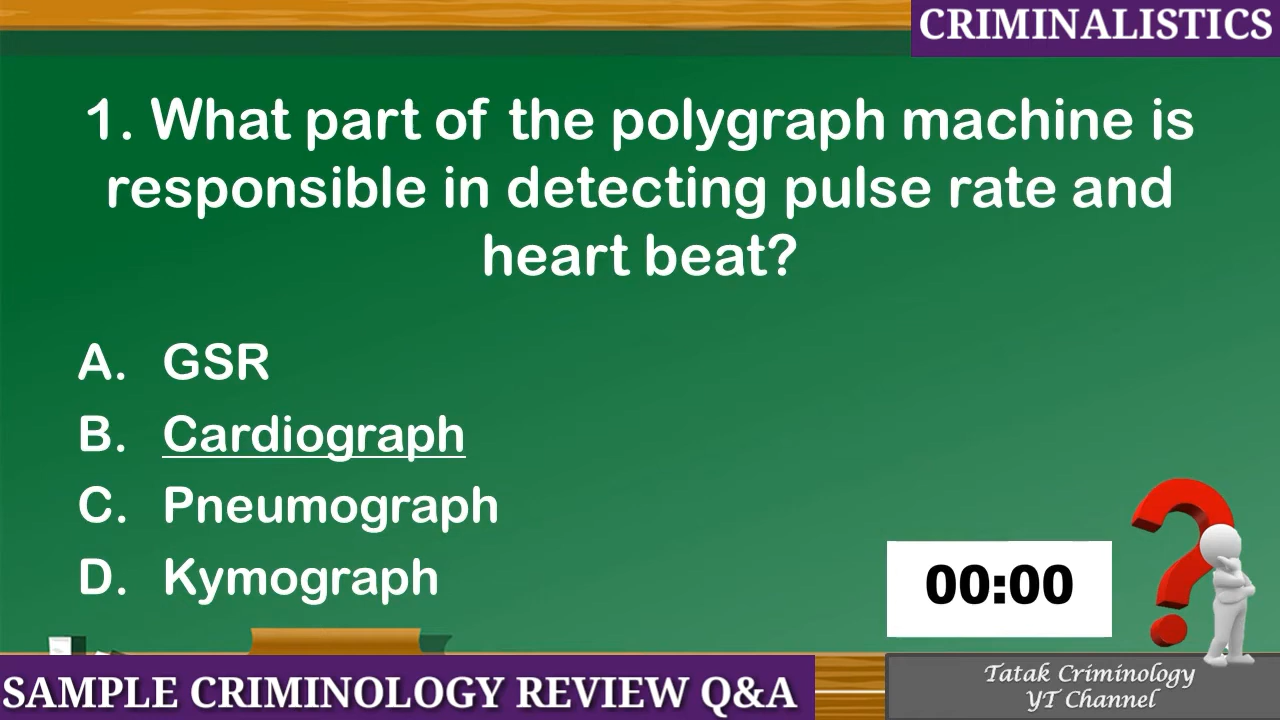 CRIMINALISTICS
1. What part of the polygraph machine is
responsible in detecting pulse rate and
heart beat?
A. GSR
B. Cardiograph
C. Pneumograph
D. Kymograph
00:00
SAMPLE CRIMINOLOGY REVIEW Q&A
Tatak Criminology
YT Channel